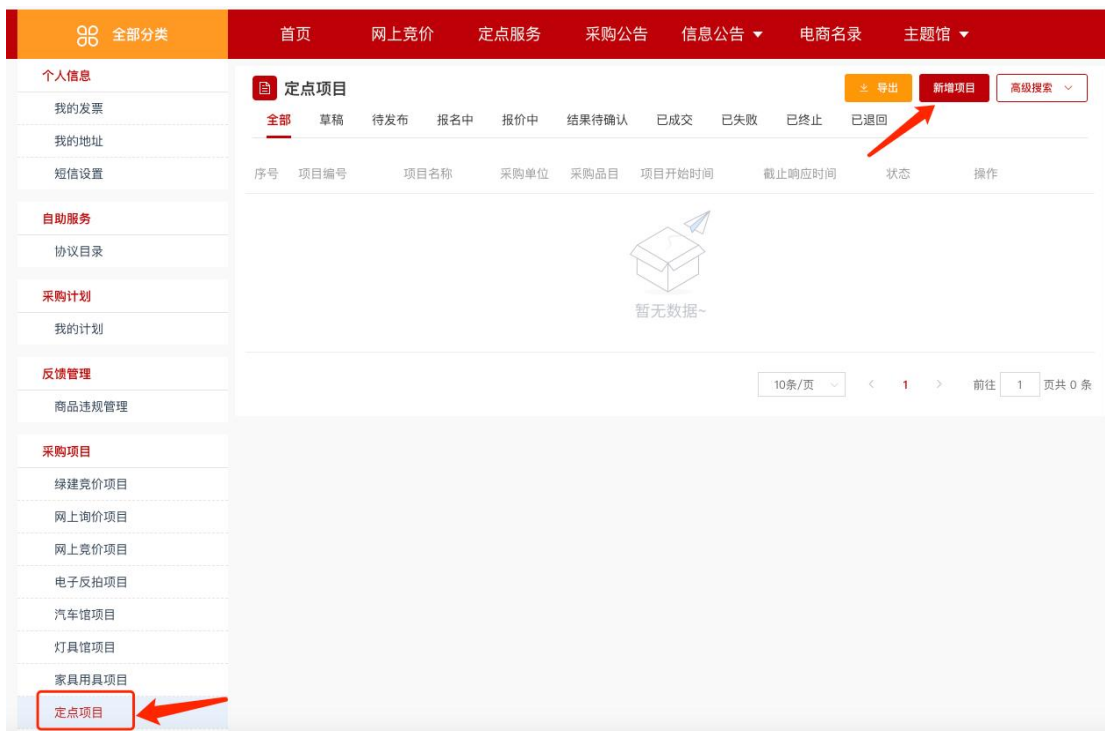 全部分类 首页 网上竞价 定点服务 采购公告 信息公告 电商名录 主题馆
个人信息
我的发票
我的地址
短信设置
自助服务
协议目录
采购计划
我的计划
反馈管理
商品违规管理
采购项目
绿建竞价项目
网上询价项目
网上竞价项目
电子反拍项目
汽车馆项目
灯具馆项目
家具用具项目
定点项目
定点项目 导出 新增项目 高级搜索
全部 草稿 待发布 报名中 报价中 结果待确认 已成交 已失败 已终止 已退回
序号 项目编号 项目名称 采购单位 采购品目 项目开始时间 截止响应时间 状态 操作
暂无数据~
10条/页 < 1 > 前往 1 页共 0 条